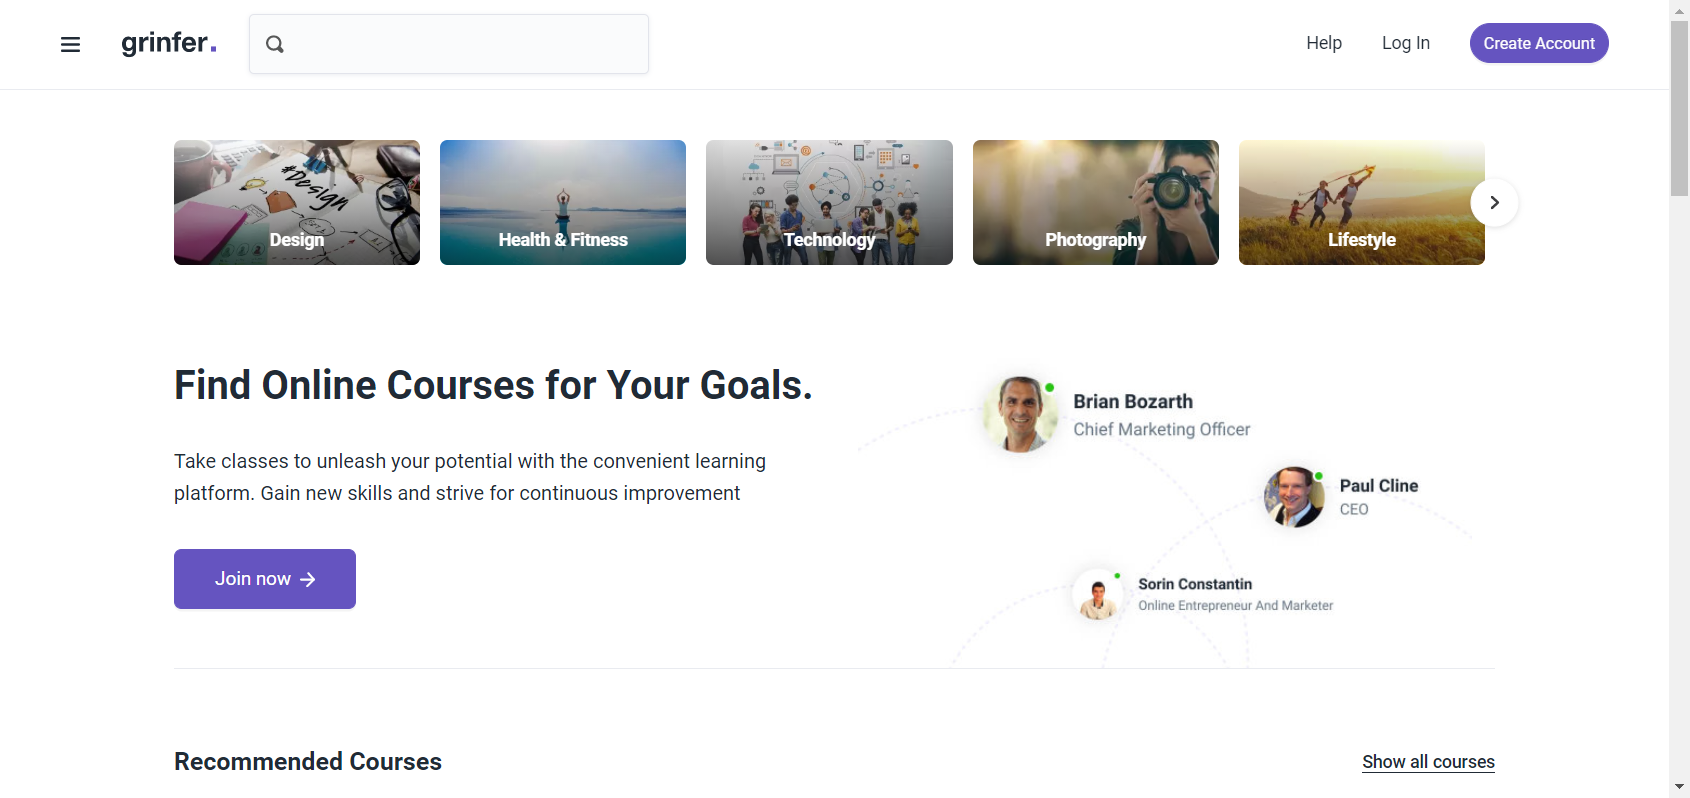 grinfer.
Help
Log In
Create Account
#Design
Design
Health & Fitness
Technology
Photography
Lifestyle
Find Online Courses for Your Goals.
Take classes to unleash your potential with the convenient learning
platform. Gain new skills and strive for continuous improvement
Join now
Brian Bozarth
Chief Marketing Officer
Paul Cline
CEO
Sorin Constantin
Online Entrepreneur And Marketer
Recommended Courses
Show all courses